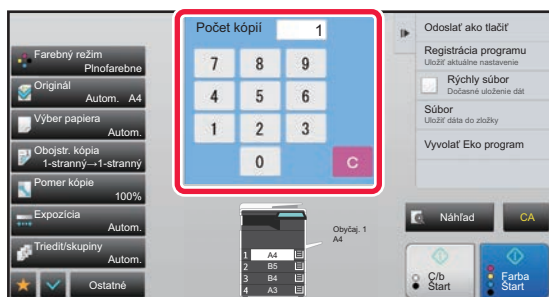 Počet kópií 1
7 8 9
4 5 6
1 2 3
0 C
Farebný režim
Plnofarebne
Originál
Autom. A4
Výber papiera
Autom.
Obojstr. kópia
1-stranný→1-stranný
Pomer kópie
100%
Expozícia
Autom.
Triediť/skupiny
Autom.
Ostatné
Obyčaj. 1
A4
1 A4
2 B5
3 B4
4 A3
Odoslať ako tlačiť
Registrácia programu
Uložiť aktuálne nastavenie
Rýchly súbor
Dočasné uloženie dát
Súbor
Uložiť dáta do zložky
Vyvolať Eko program
Náhľad
CA
Č/b
Štart
Farba
Štart